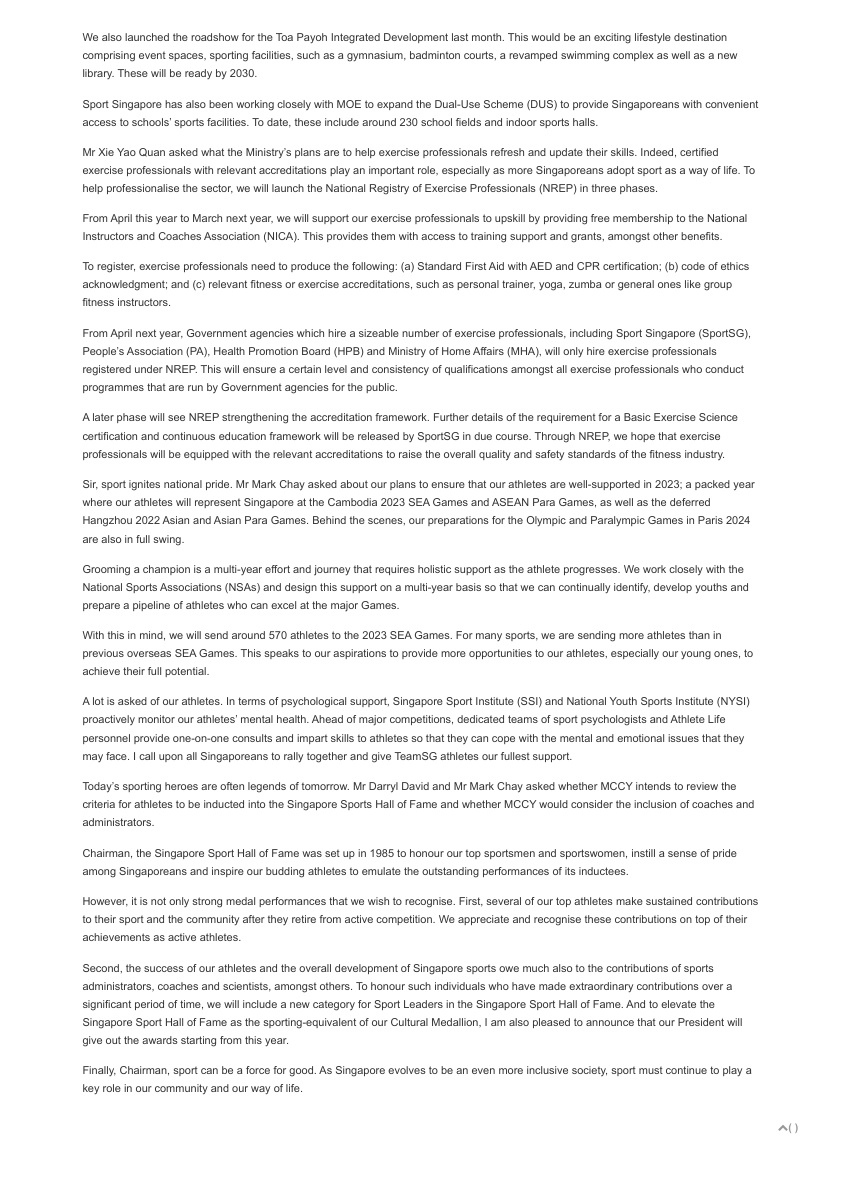 We also launched the roadshow for the Toa Payoh Integrated Development last month. This would be an exciting lifestyle destination
comprising event spaces, sporting facilities, such as a gymnasium, badminton courts, a revamped swimming complex as well as a new
library. These will be ready by 2030.
Sport Singapore has also been working closely with MOE to expand the Dual-Use Scheme (DUS) to provide Singaporeans with convenient
access to schools’ sports facilities. To date, these include around 230 school fields and indoor sports halls.
Mr Xie Yao Quan asked what the Ministry’s plans are to help exercise professionals refresh and update their skills. Indeed, certified
exercise professionals with relevant accreditations play an important role, especially as more Singaporeans adopt sport as a way of life. To
help professionalise the sector, we will launch the National Registry of Exercise Professionals (NREP) in three phases.
From April this year to March next year, we will support our exercise professionals to upskill by providing free membership to the National
Instructors and Coaches Association (NICA). This provides them with access to training support and grants, amongst other benefits.
To register, exercise professionals need to produce the following: (a) Standard First Aid with AED and CPR certification; (b) code of ethics
acknowledgment; and (c) relevant fitness or exercise accreditations, such as personal trainer, yoga, zumba or general ones like group
fitness instructors.
From April next year, Government agencies which hire a sizeable number of exercise professionals, including Sport Singapore (SportSG),
People’s Association (PA), Health Promotion Board (HPB) and Ministry of Home Affairs (MHA), will only hire exercise professionals
registered under NREP. This will ensure a certain level and consistency of qualifications amongst all exercise professionals who conduct
programmes that are run by Government agencies for the public.
A later phase will see NREP strengthening the accreditation framework. Further details of the requirement for a Basic Exercise Science
certification and continuous education framework will be released by SportSG in due course. Through NREP, we hope that exercise
professionals will be equipped with the relevant accreditations to raise the overall quality and safety standards of the fitness industry.
Sir, sport ignites national pride. Mr Mark Chay asked about our plans to ensure that our athletes are well-supported in 2023; a packed year
where our athletes will represent Singapore at the Cambodia 2023 SEA Games and ASEAN Para Games, as well as the deferred
Hangzhou 2022 Asian and Asian Para Games. Behind the scenes, our preparations for the Olympic and Paralympic Games in Paris 2024
are also in full swing.
Grooming a champion is a multi-year effort and journey that requires holistic support as the athlete progresses. We work closely with the
National Sports Associations (NSAs) and design this support on a multi-year basis so that we can continually identify, develop youths and
prepare a pipeline of athletes who can excel at the major Games.
With this in mind, we will send around 570 athletes to the 2023 SEA Games. For many sports, we are sending more athletes than in
previous overseas SEA Games. This speaks to our aspirations to provide more opportunities to our athletes, especially our young ones, to
achieve their full potential.
A lot is asked of our athletes. In terms of psychological support, Singapore Sport Institute (SSI) and National Youth Sports Institute (NYSI)
proactively monitor our athletes’ mental health. Ahead of major competitions, dedicated teams of sport psychologists and Athlete Life
personnel provide one-on-one consults and impart skills to athletes so that they can cope with the mental and emotional issues that they
may face. I call upon all Singaporeans to rally together and give TeamSG athletes our fullest support.
Today’s sporting heroes are often legends of tomorrow. Mr Darryl David and Mr Mark Chay asked whether MCCY intends to review the
criteria for athletes to be inducted into the Singapore Sports Hall of Fame and whether MCCY would consider the inclusion of coaches and
administrators.
Chairman, the Singapore Sport Hall of Fame was set up in 1985 to honour our top sportsmen and sportswomen, instill a sense of pride
among Singaporeans and inspire our budding athletes to emulate the outstanding performances of its inductees.
However, it is not only strong medal performances that we wish to recognise. First, several of our top athletes make sustained contributions
to their sport and the community after they retire from active competition. We appreciate and recognise these contributions on top of their
achievements as active athletes.
Second, the success of our athletes and the overall development of Singapore sports owe much also to the contributions of sports
administrators, coaches and scientists, amongst others. To honour such individuals who have made extraordinary contributions over a
significant period of time, we will include a new category for Sport Leaders in the Singapore Sport Hall of Fame. And to elevate the
Singapore Sport Hall of Fame as the sporting-equivalent of our Cultural Medallion, I am also pleased to announce that our President will
give out the awards starting from this year.
Finally, Chairman, sport can be a force for good. As Singapore evolves to be an even more inclusive society, sport must continue to play a
key role in our community and our way of life.
( )